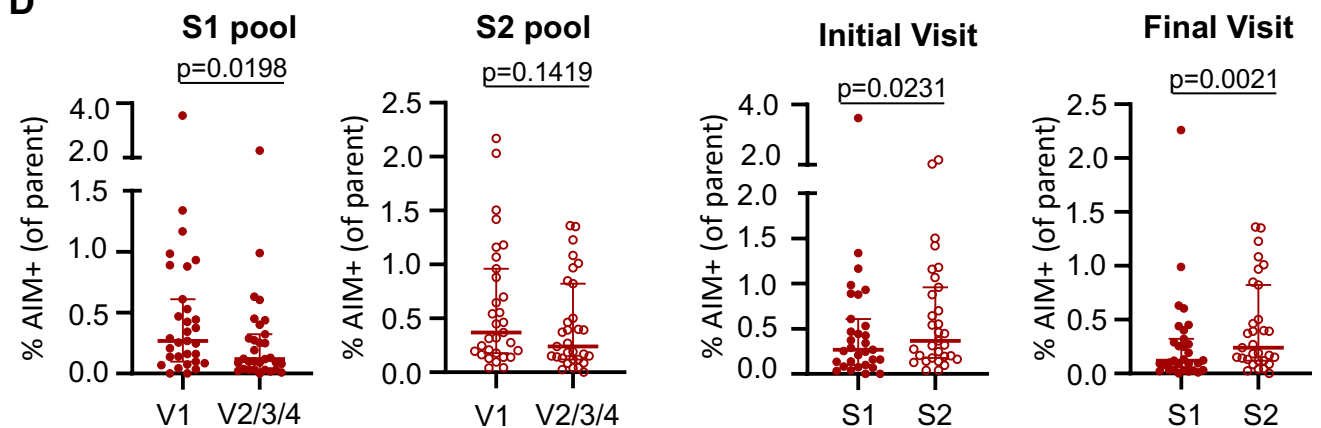 D
S1 pool
p=0.0198
% AIM+ (of parent)
4.0
2.0
1.5
1.0
0.5
0.0
V1
V2/3/4
S2 pool
p=0.1419
% AIM+ (of parent)
2.5
2.0
1.5
1.0
0.5
0.0
V1
V2/3/4
Initial Visit
p=0.0231
% AIM+ (of parent)
4.0
2.0
2.0
1.5
1.0
0.5
0.0
S1
S2
Final Visit
p=0.0021
% AIM+ (of parent)
2.5
2.0
1.5
1.0
0.5
0.0
S1
S2